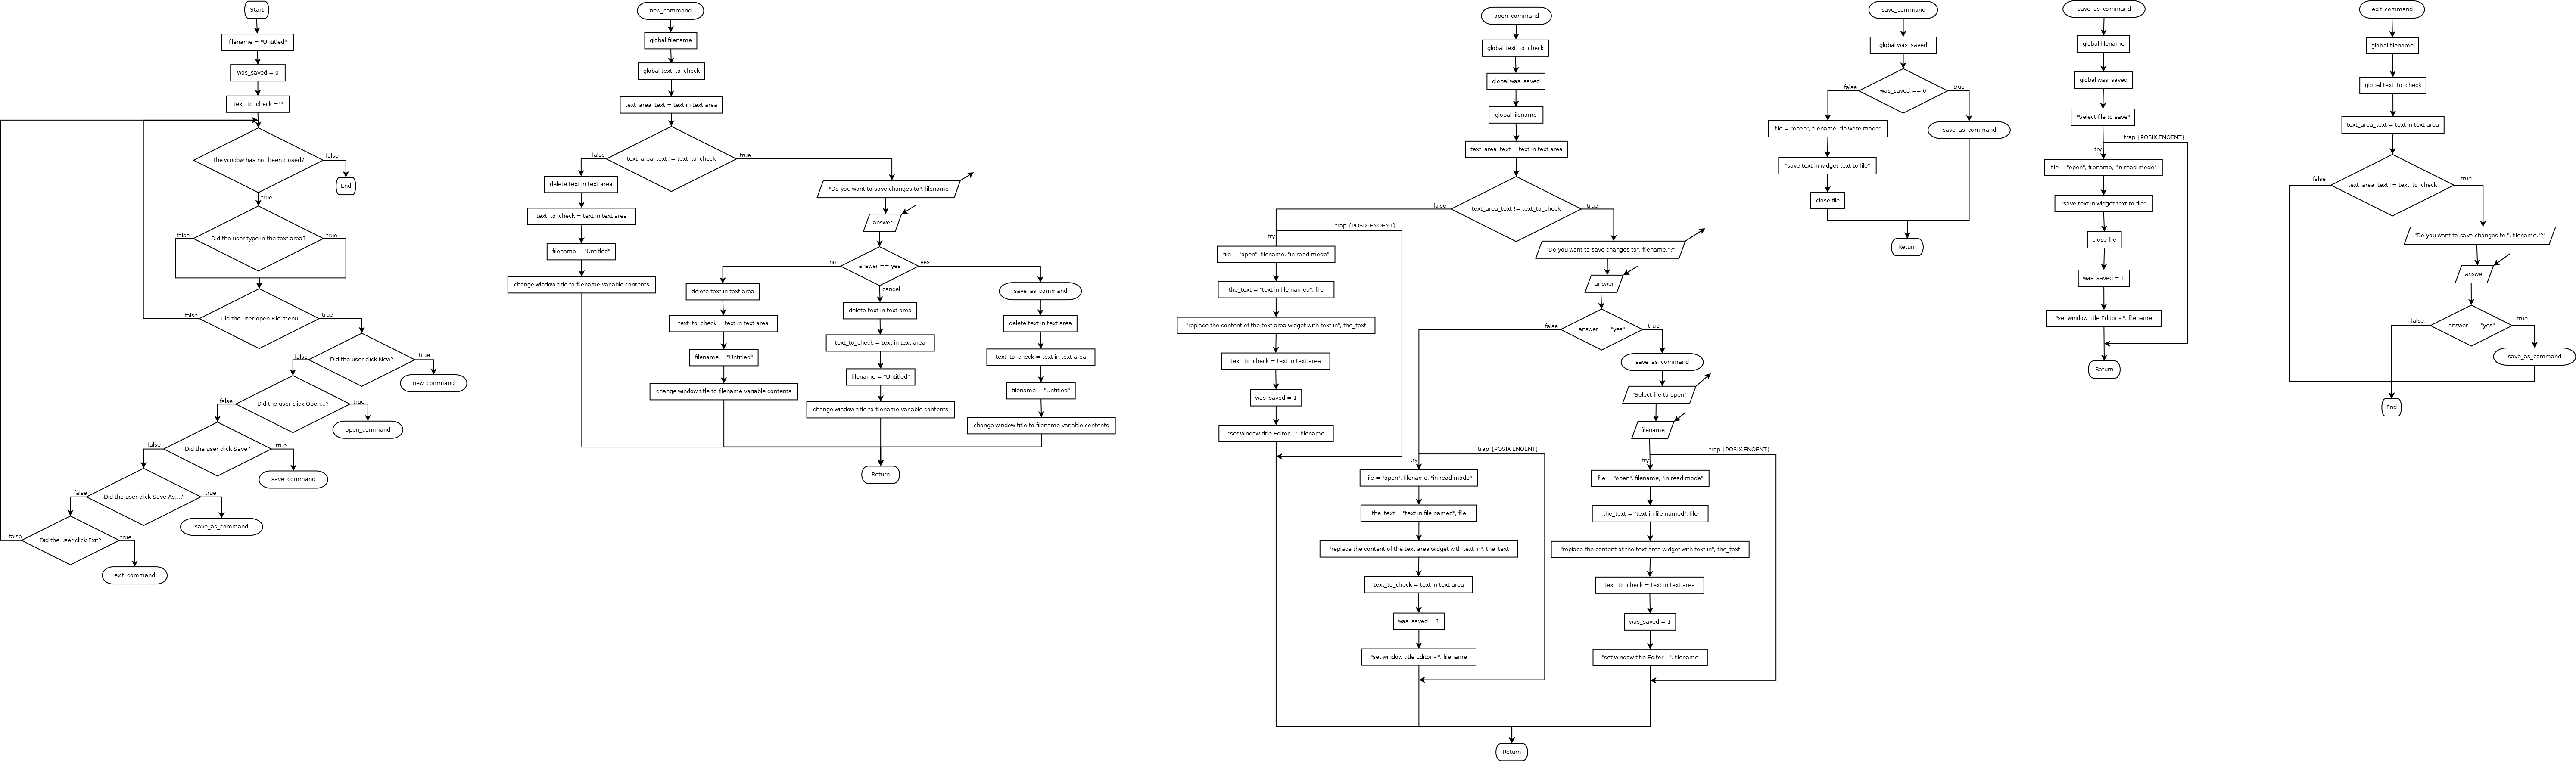 Start
filename = "Untitled"
was_saved = 0
text_to_check =""
The window has not been closed?
false
End
true
Did the user type in the text area?
false
true
Did the user open File menu
false
true
Did the user click New?
false
true
new_command
Did the user click Open...?
false
true
open_command
Did the user click Save?
false
true
save_command
Did the user click Save As...?
false
true
save_as_command
Did the user click Exit?
false
true
exit_command
new_command
global filename
global text_to_check
text_area_text = text in text area
text_area_text != text_to_check
false
true
delete text in text area
text_to_check = text in text area
filename = "Untitled"
change window title to filename variable contents
"Do you want to save changes to", filename
answer
answer == yes
no
yes
cancel
delete text in text area
text_to_check = text in text area
filename = "Untitled"
change window title to filename variable contents
delete text in text area
text_to_check = text in text area
filename = "Untitled"
change window title to filename variable contents
save_as_command
delete text in text area
text_to_check = text in text area
filename = "Untitled"
change window title to filename variable contents
Return
open_command
global text_to_check
global was_saved
global filename
text_area_text = text in text area
text_area_text != text_to_check
false
true
trap {POSIX ENOENT}
try
file = "open", filename, "in read mode"
the_text = "text in file named", file
"replace the content of the text area widget with text in", the_text
text_to_check = text in text area
was_saved = 1
"set window title Editor - ", filename
"Do you want to save changes to", filename,"?"
answer
answer == "yes"
false
true
save_as_command
"Select file to open"
filename
trap {POSIX ENOENT}
try
file = "open", filename, "in read mode"
the_text = "text in file named", file
"replace the content of the text area widget with text in", the_text
text_to_check = text in text area
was_saved = 1
"set window title Editor - ", filename
trap {POSIX ENOENT}
try
file = "open", filename, "in read mode"
the_text = "text in file named", file
"replace the content of the text area widget with text in", the_text
text_to_check = text in text area
was_saved = 1
"set window title Editor - ", filename
Return
save_command
global was_saved
was_saved == 0
false
true
file = "open", filename, "in write mode"
"save text in widget text to file"
close file
save_as_command
Return
save_as_command
global filename
global was_saved
"Select file to save"
trap {POSIX ENOENT}
try
file = "open", filename, "in read mode"
"save text in widget text to file"
close file
was_saved = 1
"set window title Editor - ", filename
Return
exit_command
global filename
global text_to_check
text_area_text = text in text area
text_area_text != text_to_check
false
true
"Do you want to save changes to ", filename,"?"
answer
answer == "yes"
false
true
save_as_command
End